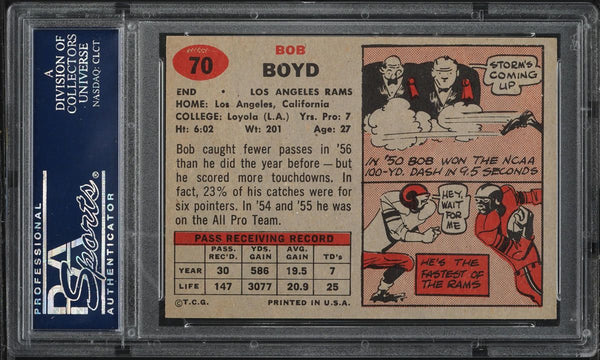 A
DIVISION OF
COLLECTORS
UNIVERSE
NASDAQ: CLCT
PROFESSIONAL
PSA
Sports
AUTHENTICATOR
70
BOB
BOYD
END • LOS ANGELES RAMS
HOME: Los Angeles, California
COLLEGE: Loyola (L.A.) Yrs. Pro: 7
Ht: 6:02 Wt: 201 Age: 27
Bob caught fewer passes in '56
than he did the year before — but
he scored more touchdowns. In
fact, 23% of his catches were for
six pointers. In '54 and '55 he was
on the All Pro Team.
PASS RECEIVING RECORD
PASS. REC'D. YDS. GAIN AVG. GAIN TD's
YEAR 30 586 19.5 7
LIFE 147 3077 20.9 25
©T.C.G. PRINTED IN U.S.A.
STORM'S
COMING
UP
IN '50 BOB WON THE NCAA
100-YD. DASH IN 9.5 SECONDS
HEY,
WAIT FOR
ME
HE'S THE
FASTEST OF
THE RAMS